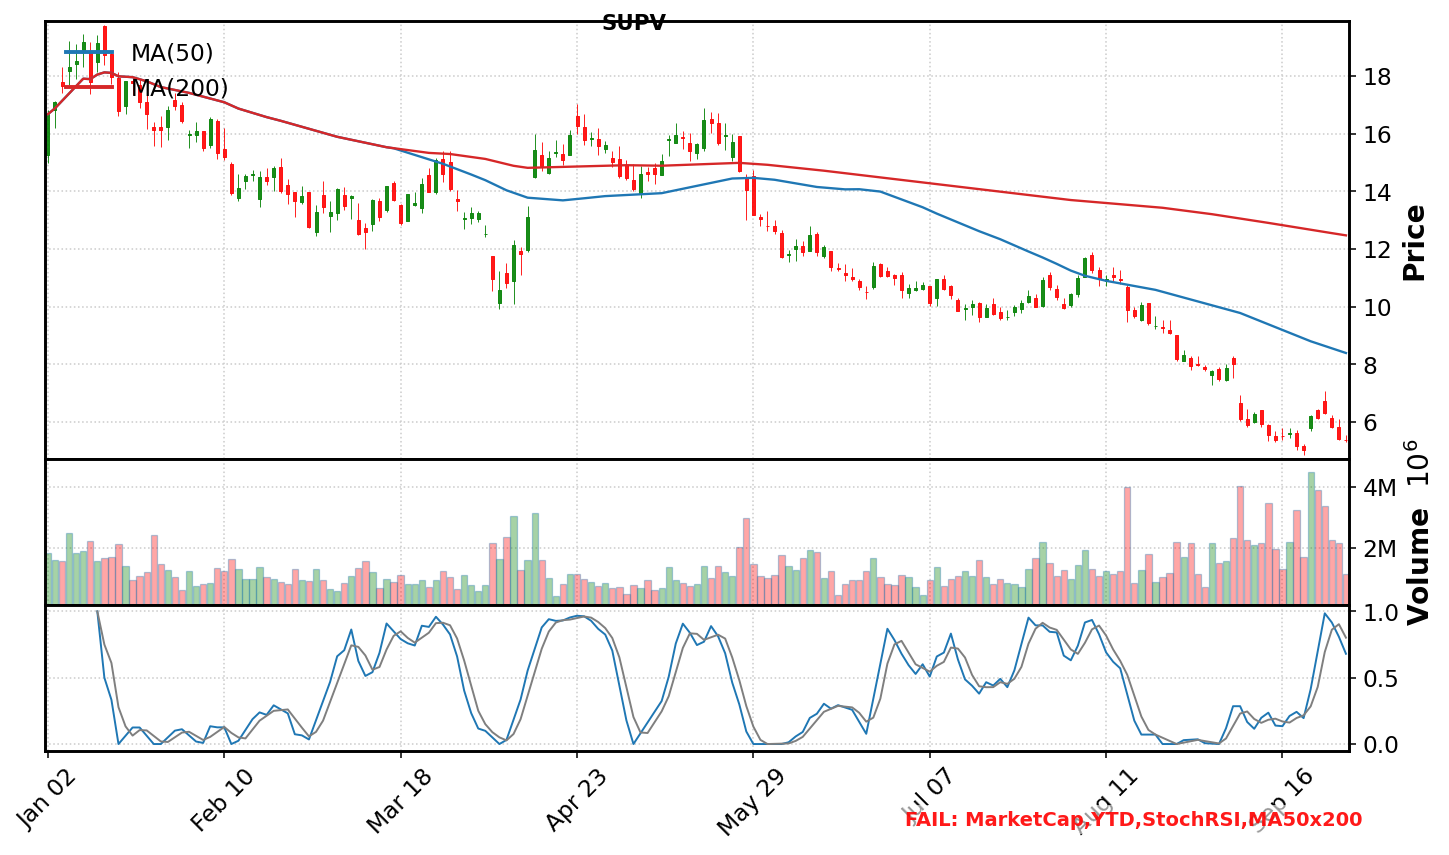 SUPV
MA(50)
MA(200)
18
16
14
12
10
8
6
Price
4M
2M
Volume 10^6
1.0
0.5
0.0
Jan 02
Feb 10
Mar 18
Apr 23
May 29
Jul 07
Aug 11
Sep 16
FAIL: MarketCap,YTD,StochRSI,MA50x200